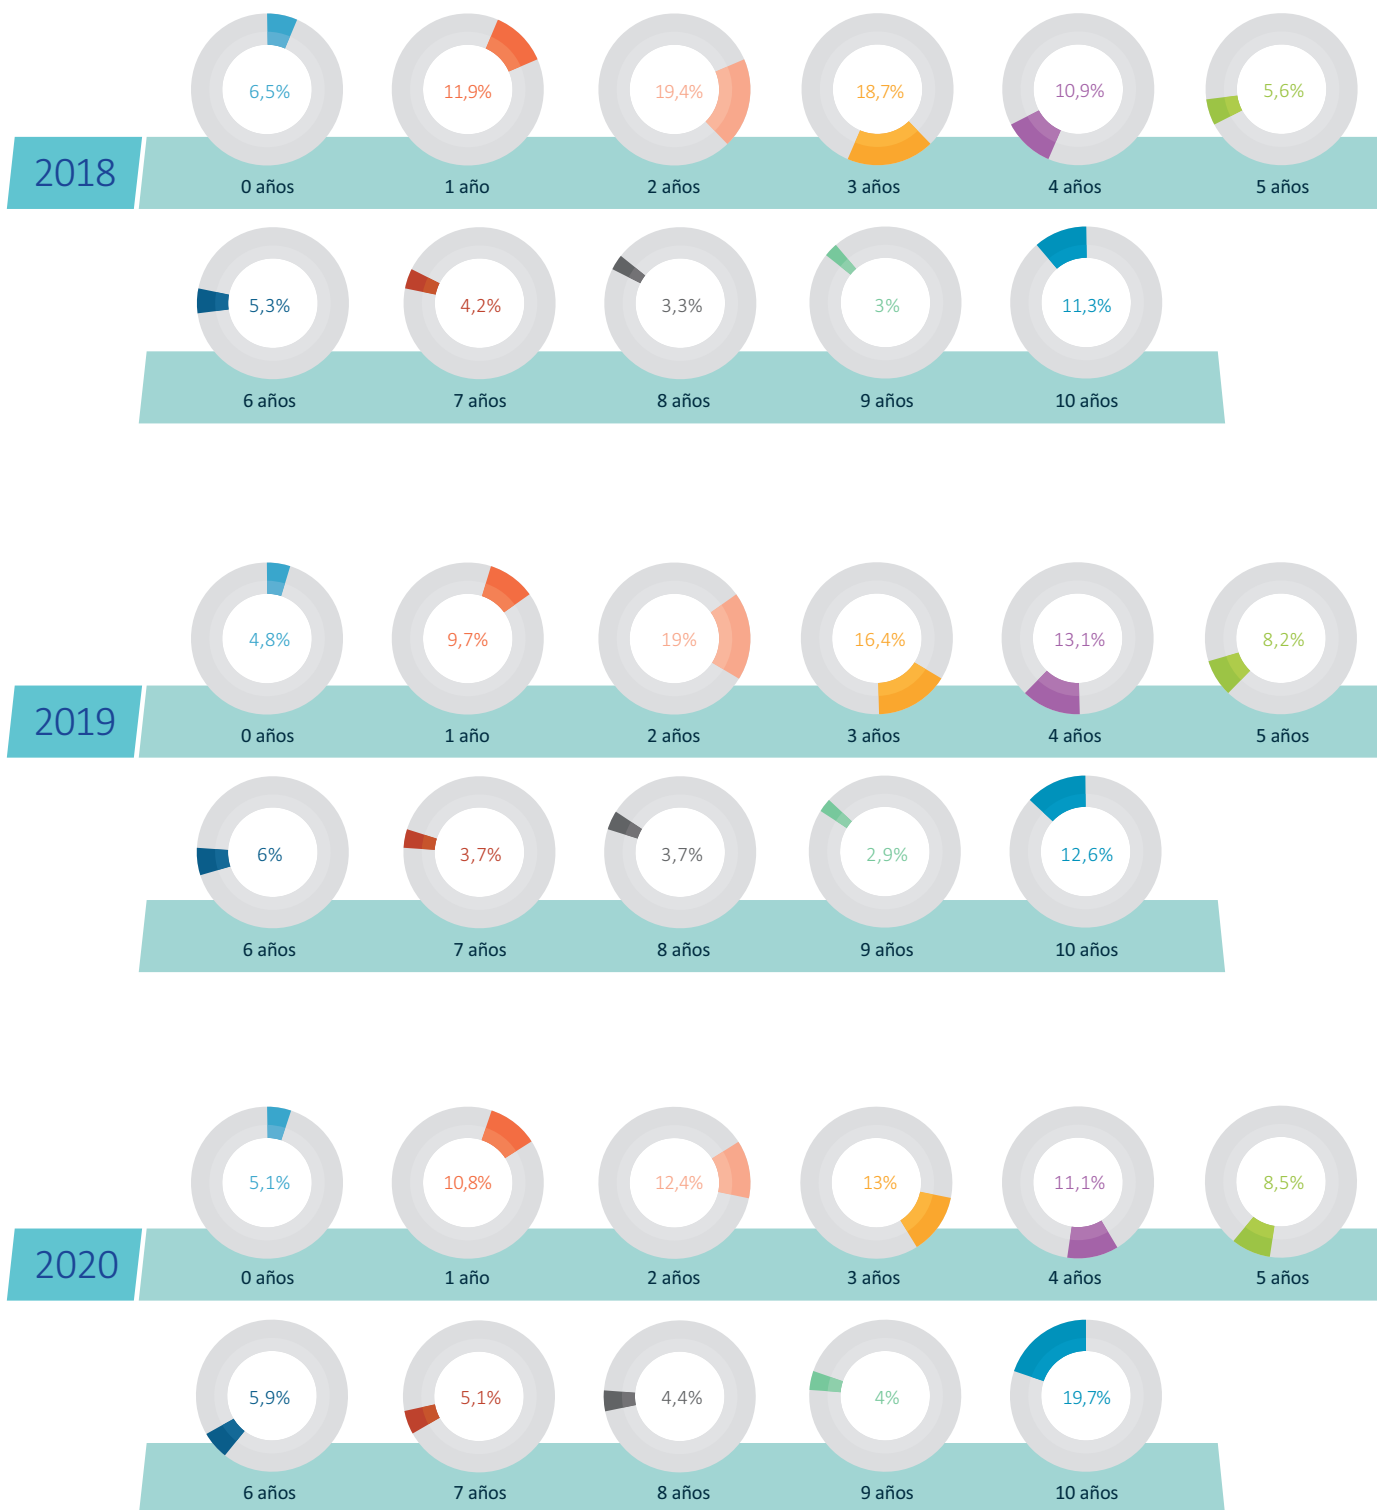 6,5% 11,9% 19,4% 18,7% 10,9% 5,6%
2018
0 años 1 año 2 años 3 años 4 años 5 años
5,3% 4,2% 3,3% 3% 11,3%
6 años 7 años 8 años 9 años 10 años
4,8% 9,7% 19% 16,4% 13,1% 8,2%
2019
0 años 1 año 2 años 3 años 4 años 5 años
6% 3,7% 3,7% 2,9% 12,6%
6 años 7 años 8 años 9 años 10 años
5,1% 10,8% 12,4% 13% 11,1% 8,5%
2020
0 años 1 año 2 años 3 años 4 años 5 años
5,9% 5,1% 4,4% 4% 19,7%
6 años 7 años 8 años 9 años 10 años